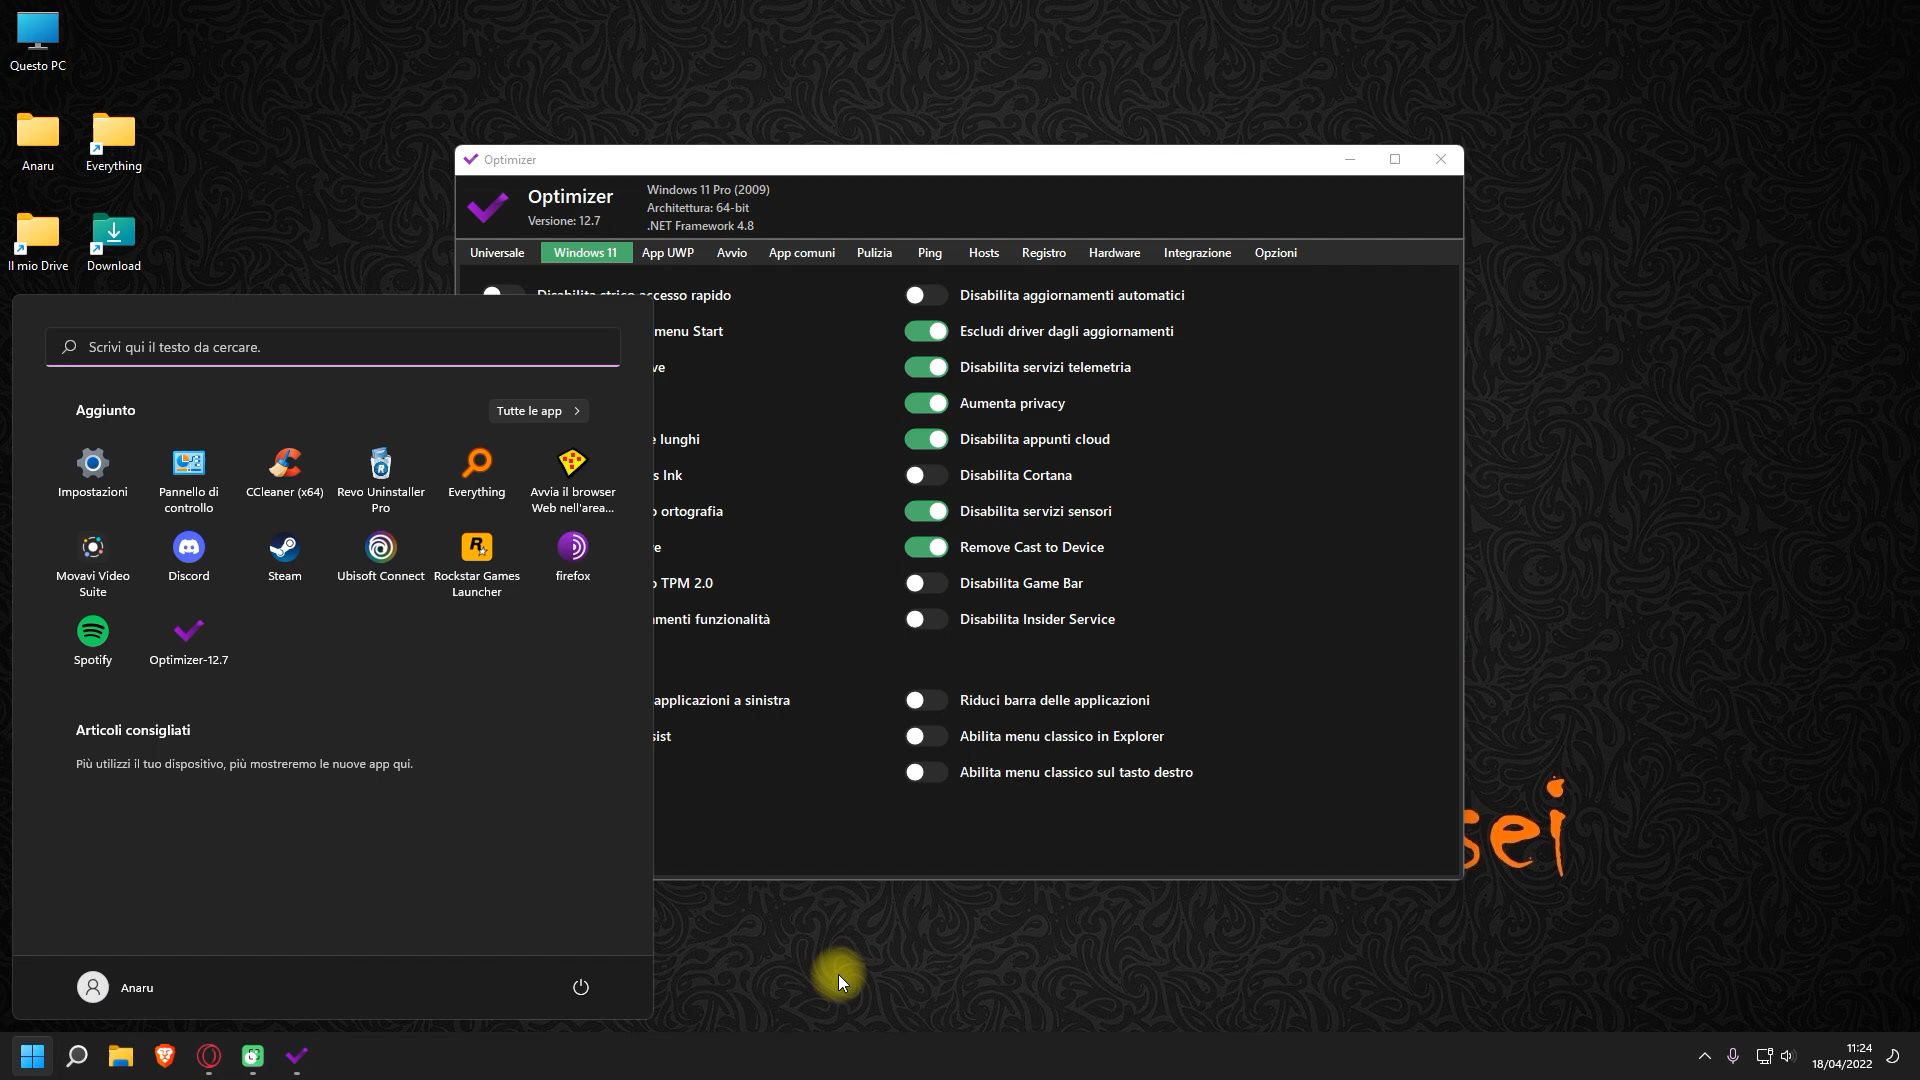 Questo PC
Anaru
Everything
Il mio Drive
Download
Optimizer
Optimizer
Versione: 12.7
Windows 11 Pro (2009)
Architettura: 64-bit
.NET Framework 4.8
Universale
Windows 11
App UWP
Avvio
App comuni
Pulizia
Ping
Hosts
Registro
Hardware
Integrazione
Opzioni
accesso rapido
menu Start
ve
e lunghi
s Ink
o ortografia
e
o TPM 2.0
menti funzionalità
applicazioni a sinistra
sist
Disabilita aggiornamenti automatici
Escludi driver dagli aggiornamenti
Disabilita servizi telemetria
Aumenta privacy
Disabilita appunti cloud
Disabilita Cortana
Disabilita servizi sensori
Remove Cast to Device
Disabilita Game Bar
Disabilita Insider Service
Riduci barra delle applicazioni
Abilita menu classico in Explorer
Abilita menu classico sul tasto destro
Scrivi qui il testo da cercare.
Aggiunto
Tutte le app
Impostazioni
Pannello di
controllo
CCleaner (x64)
Revo Uninstaller
Pro
Everything
Avvia il browser
Web nell'area...
Movavi Video
Suite
Discord
Steam
Ubisoft Connect
Rockstar Games
Launcher
firefox
Spotify
Optimizer-12.7
Articoli consigliati
Più utilizzi il tuo dispositivo, più mostreremo le nuove app qui.
Anaru
sei
11:24
18/04/2022